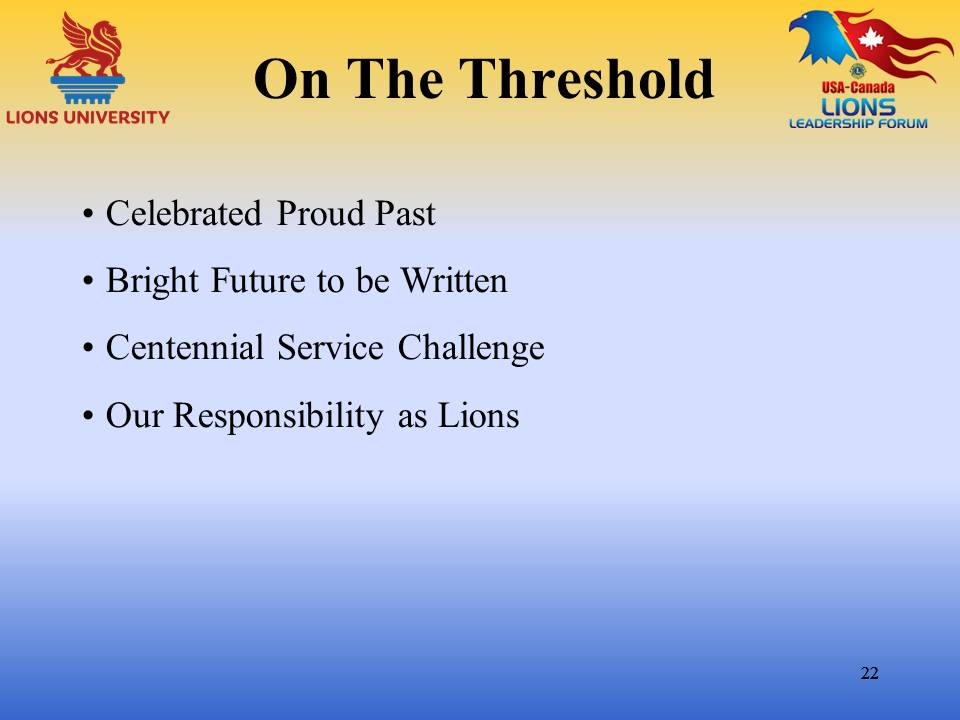 LIONS UNIVERSITY
On The Threshold
USA-Canada
LIONS
LEADERSHIP FORUM
• Celebrated Proud Past
• Bright Future to be Written
• Centennial Service Challenge
• Our Responsibility as Lions
22